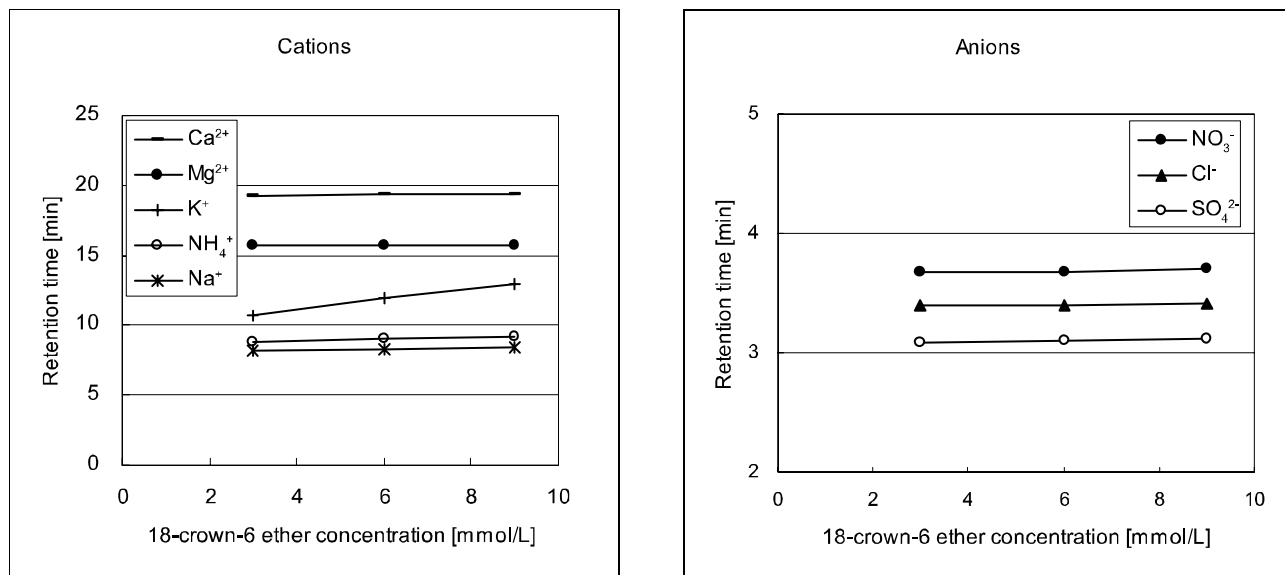 Cations
25
20
15
10
5
0
Ca²⁺
Mg²⁺
K⁺
NH₄⁺
Na⁺
Retention time [min]
0 2 4 6 8 10
18-crown-6 ether concentration [mmol/L]
Anions
5
4
3
2
NO₃⁻
Cl⁻
SO₄²⁻
Retention time [min]
0 2 4 6 8 10
18-crown-6 ether concentration [mmol/L]